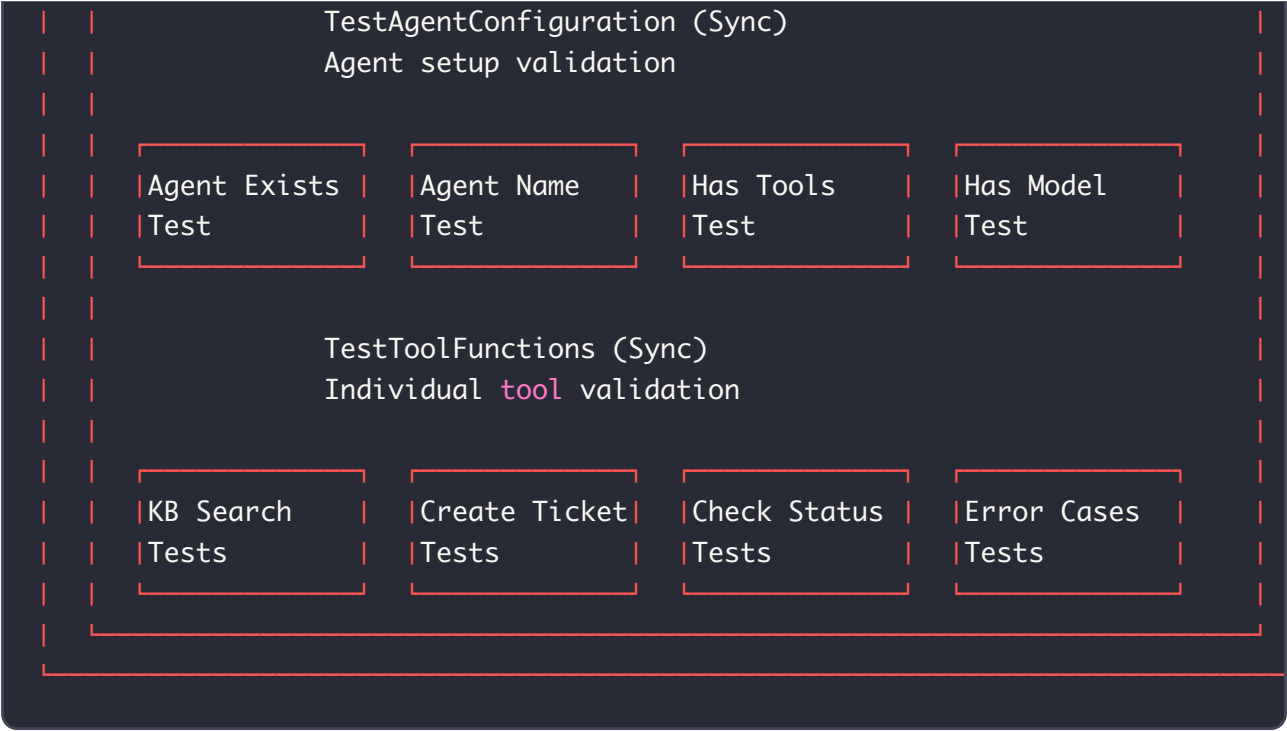 TestAgentConfiguration (Sync)
Agent setup validation
Agent Exists Agent Name Has Tools Has Model
Test Test Test Test
TestToolFunctions (Sync)
Individual tool validation
KB Search Create Ticket Check Status Error Cases
Tests Tests Tests Tests